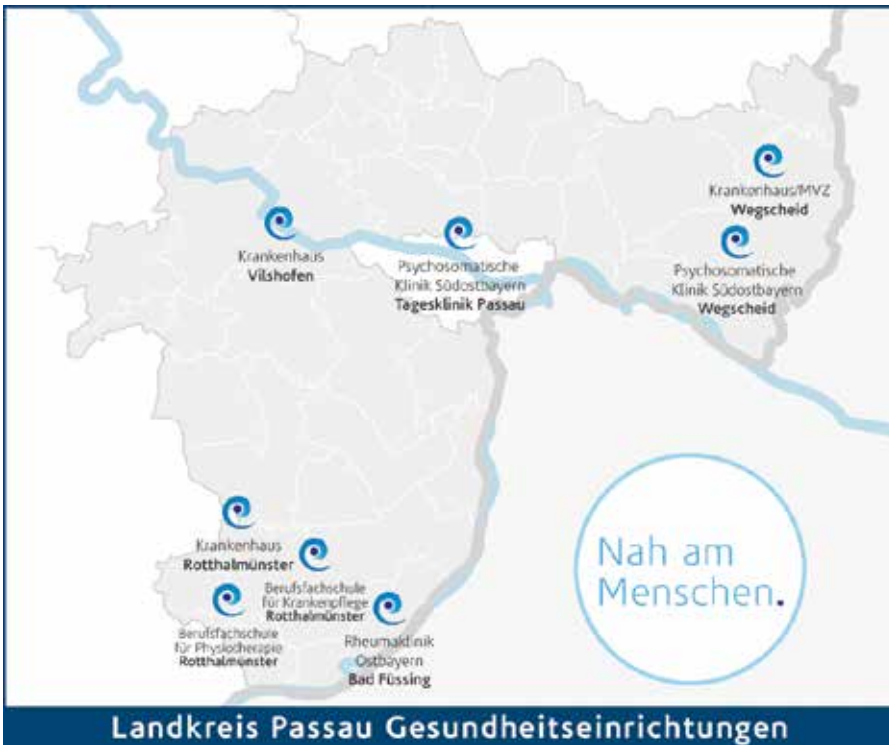 Krankenhaus/MVZ
Wegscheid
Krankenhaus
Vilshofen
Psychosomatische
Klinik Südostbayern
Tagesklinik Passau
Psychosomatische
Klinik Südostbayern
Wegscheid
Krankenhaus
Rotthalmünster
Berufsfachschule
für Krankenpflege
Rotthalmünster
Berufsfachschule
für Physiotherapie
Rotthalmünster
Rheumaklinik
Ostbayern
Bad Füssing
Nah am
Menschen.
Landkreis Passau Gesundheitseinrichtungen